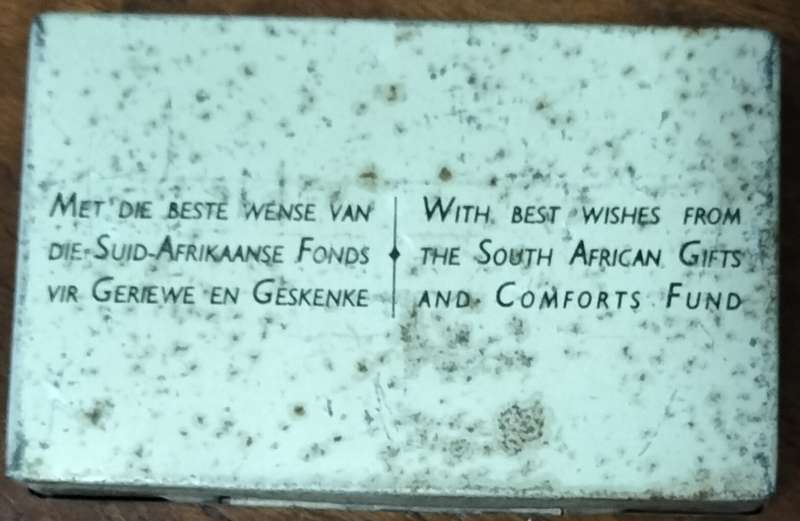 Met die beste wense van
die Suid-Afrikaanse Fonds
vir Geriewe en Geskenke
With best wishes from
the South African Gifts
and Comforts Fund